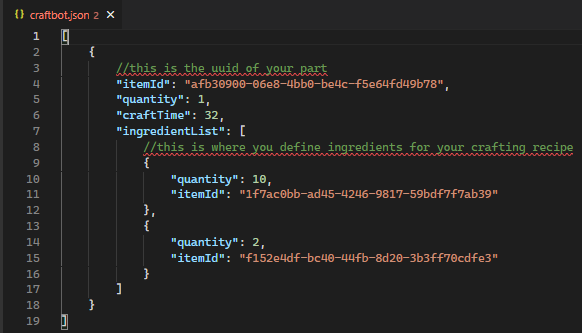 craftbot.json 2
1 [
2 {
3 //this is the uuid of your part
4 "itemId": "afb30900-06e8-4bb0-be4c-f5e64fd49b78",
5 "quantity": 1,
6 "craftTime": 32,
7 "ingredientList": [
8 //this is where you define ingredients for your crafting recipe
9 {
10 "quantity": 10,
11 "itemId": "1f7ac0bb-ad45-4246-9817-59bdf7f7ab39"
12 },
13 {
14 "quantity": 2,
15 "itemId": "f152e4df-bc40-44fb-8d20-3b3ff70cdfe3"
16 }
17 ]
18 }
19 ]